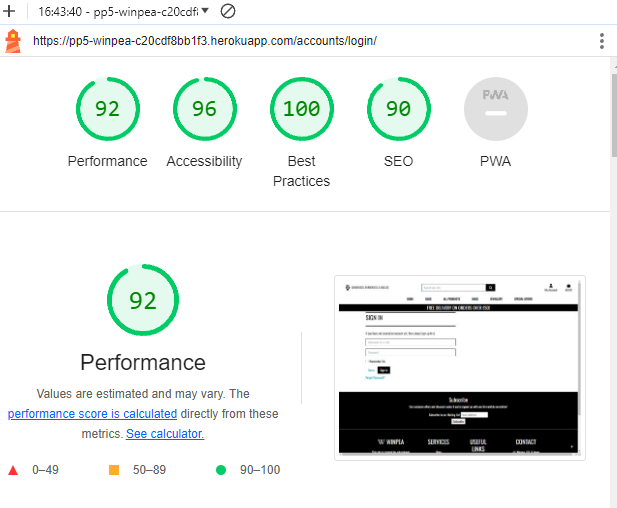 16:43:40 - pp5-winpea-c20cdf
https://pp5-winpea-c20cdf8bb1f3.herokuapp.com/accounts/login/
92
96
100
90
PWA
Performance
Accessibility
Best
Practices
SEO
PWA
92
Performance
Values are estimated and may vary. The
performance score is calculated directly from these
metrics. See calculator.
0–49
50–89
90–100
FREE DELIVERY ON ORDERS OVER
SIGN IN
Subscribe
WINPEA
SERVICES
USEFUL
LINKS
CONTACT